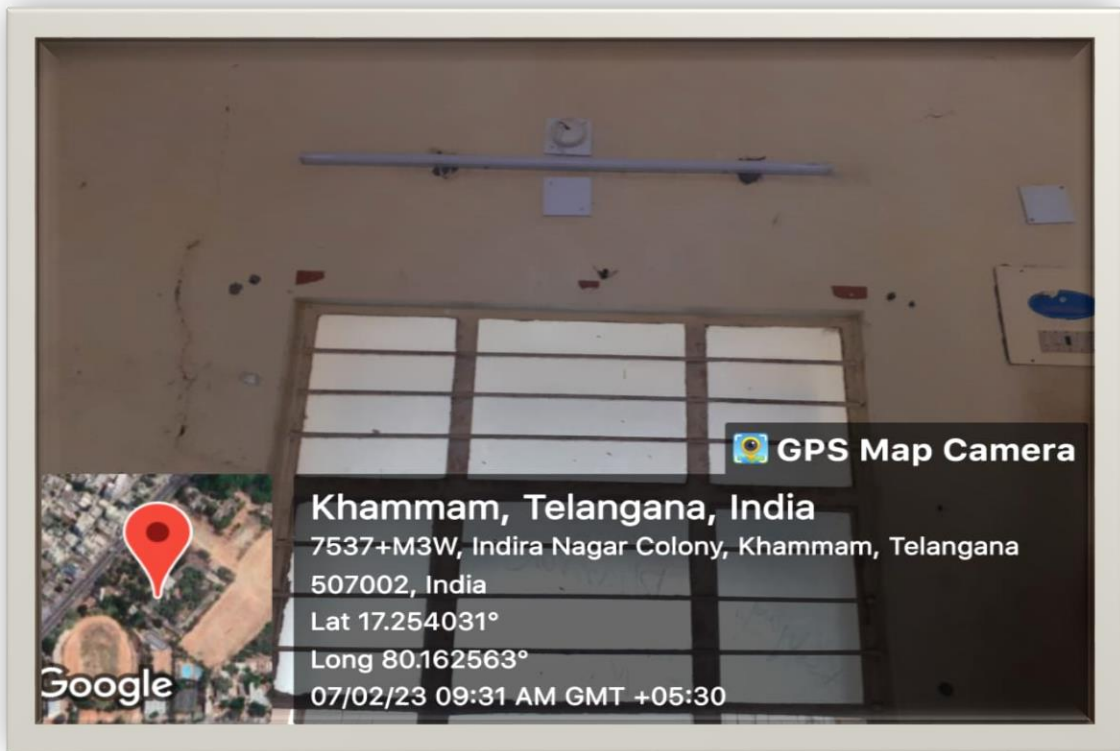 GPS Map Camera
Khammam, Telangana, India
7537+M3W, Indira Nagar Colony, Khammam, Telangana
507002, India
Lat 17.254031°
Long 80.162563°
07/02/23 09:31 AM GMT +05:30
Google